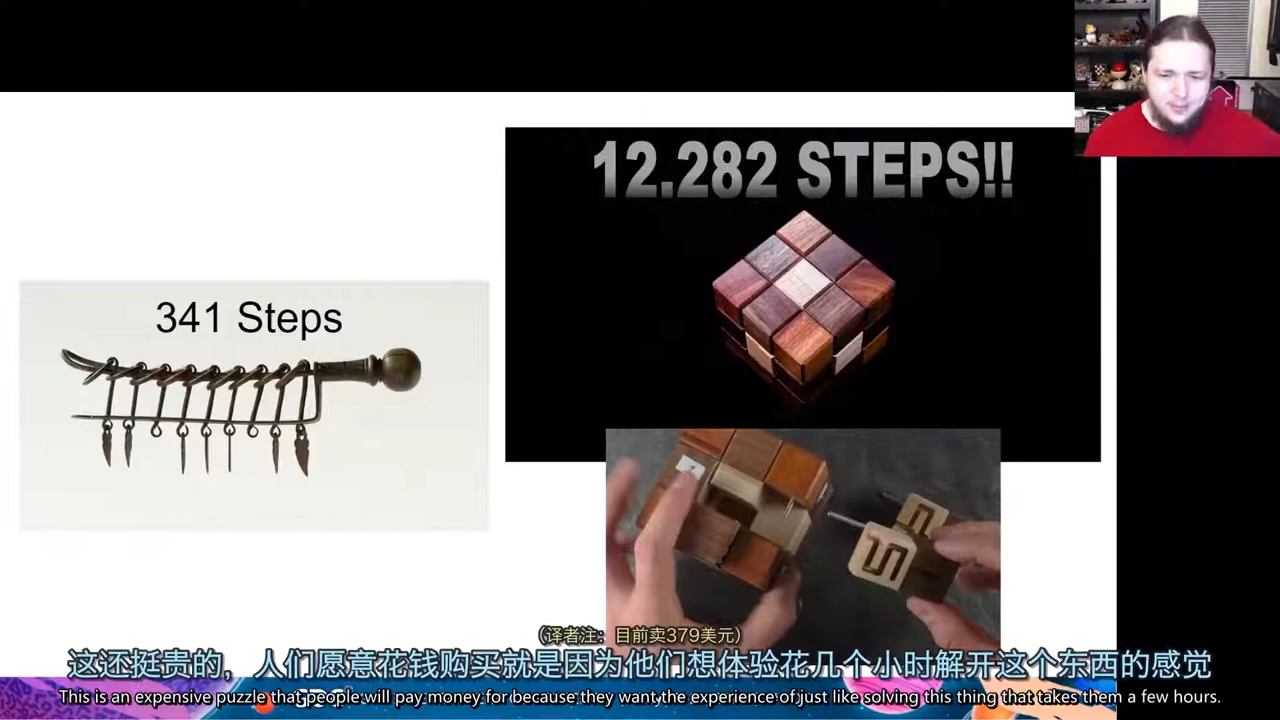 12.282 STEPS!!
341 Steps
（译者注：目前卖379美元）
这还挺贵的，人们愿意花钱购买就是因为他们想体验花几个小时解开这个东西的感觉
This is an expensive puzzle that people will pay money for because they want the experience of just like solving this thing that takes them a few hours.